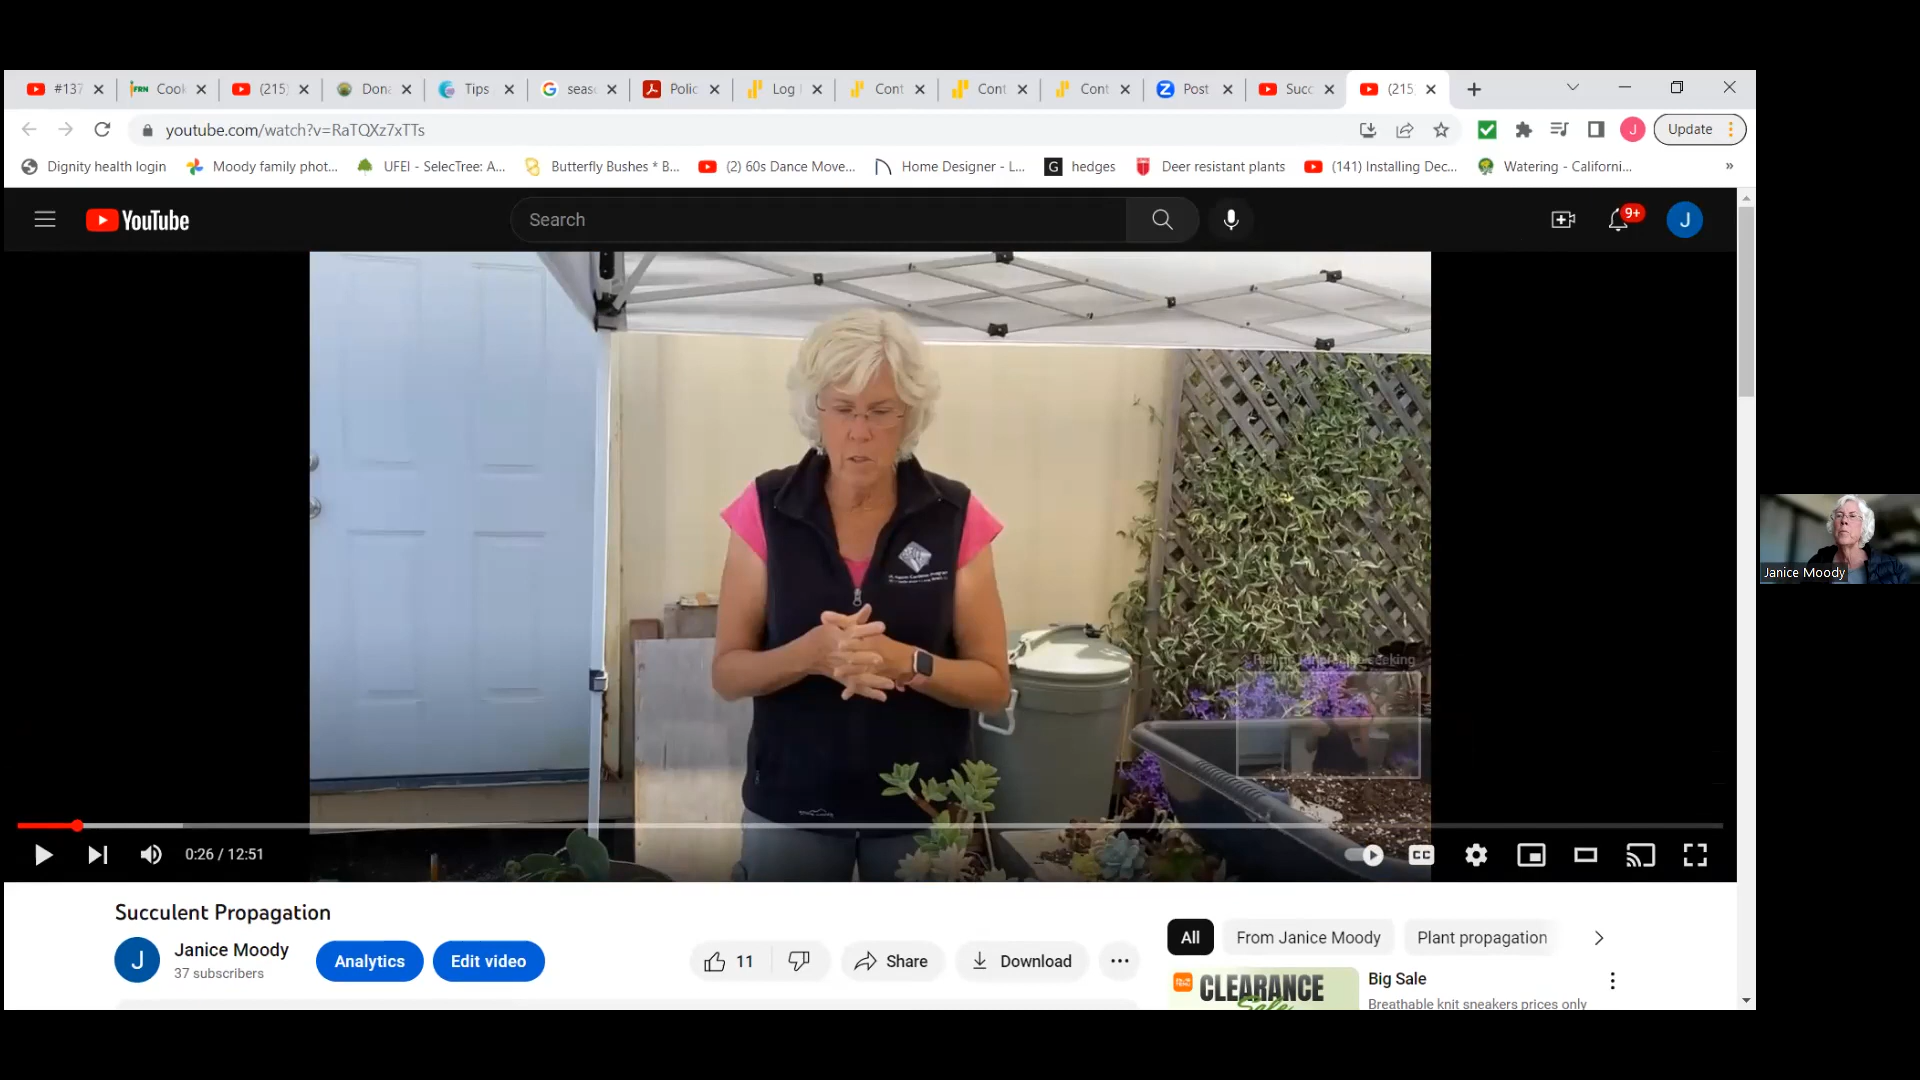 #137
FRN Cook
(215)
Dona
Tips
seas
Polic
Log
Cont
Cont
Cont
Post
Succ
(215)
youtube.com/watch?v=RaTQXz7xTTs
J
Update
Dignity health login
Moody family phot...
UFEI - SelecTree: A...
Butterfly Bushes * B...
(2) 60s Dance Move...
Home Designer - L...
G hedges
Deer resistant plants
(141) Installing Dec...
Watering - Californi...
»
YouTube
Search
9+
J
0:26 / 12:51
CC
Succulent Propagation
J
Janice Moody
37 subscribers
Analytics
Edit video
11
Share
Download
All
From Janice Moody
Plant propagation
CLEARANCE
Sale
Big Sale
Breathable knit sneakers prices only
Janice Moody